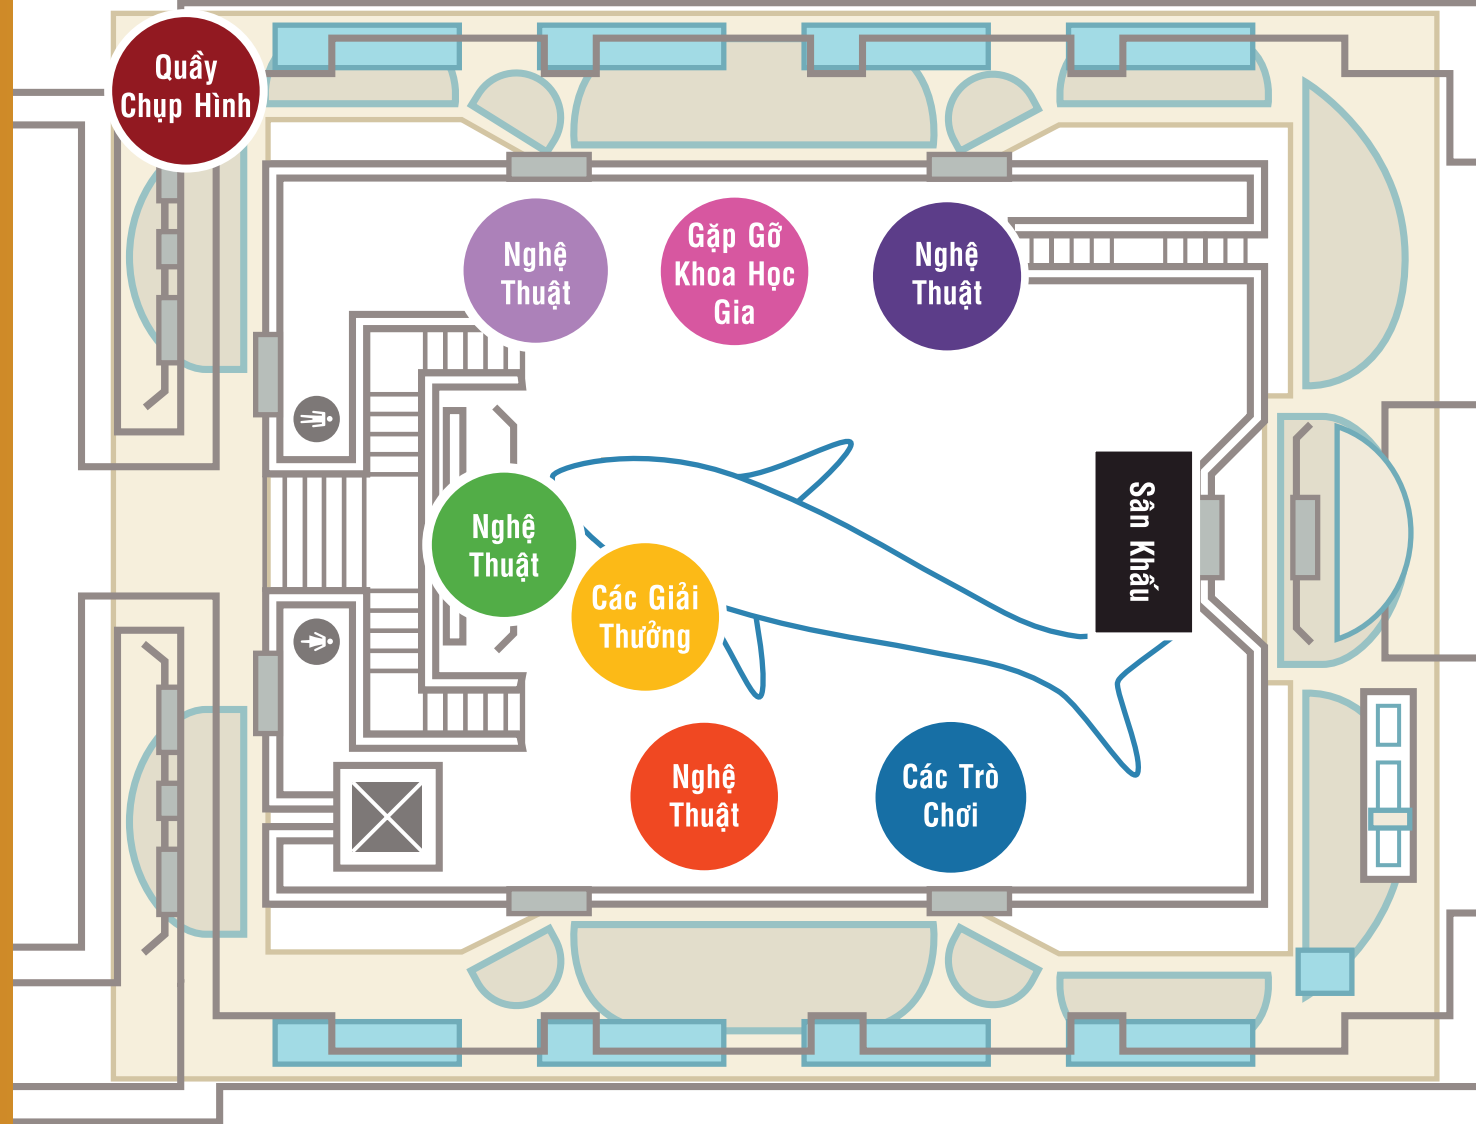 Quầy
Chụp Hình
Nghệ
Thuật
Gặp Gỡ
Khoa Học
Gia
Nghệ
Thuật
Nghệ
Thuật
Các Giải
Thưởng
Sân Khấu
Nghệ
Thuật
Các Trò
Chơi